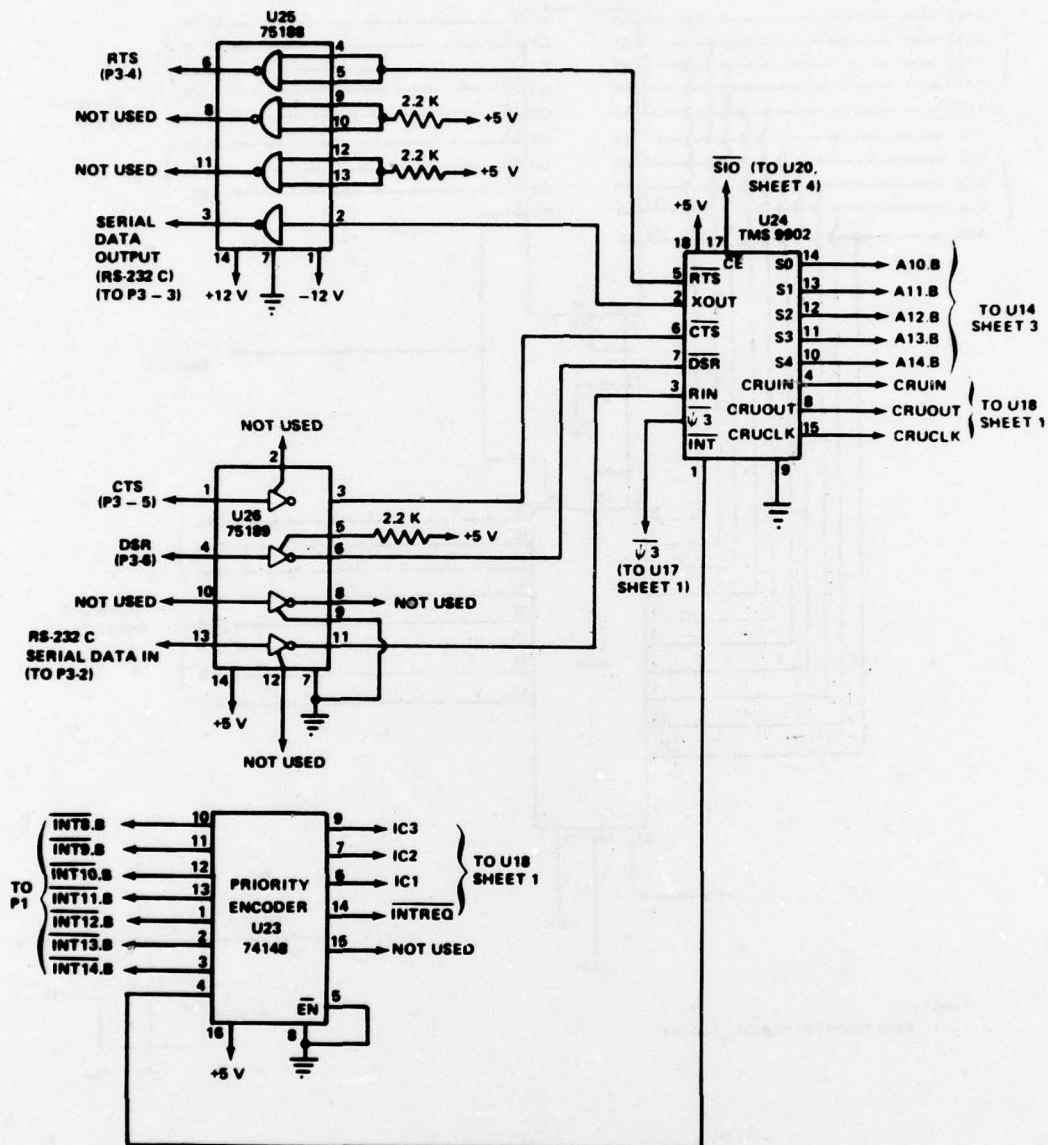 U25
75188
RTS
(P3-4)
6
4
5
NOT USED
8
9
10
2.2 K
+5 V
NOT USED
11
12
13
2.2 K
+5 V
SERIAL
DATA
OUTPUT
(RS-232 C)
(TO P3 – 3)
3
2
14
7
1
+12 V
–12 V
SIO (TO U20,
SHEET 4)
+5 V
U24
TMS 9902
18
17
CE
5
RTS
2
XOUT
6
CTS
7
DSR
3
RIN
ψ 3
INT
S0
14
A10.B
S1
13
A11.B
S2
12
A12.B
S3
11
A13.B
S4
10
A14.B
TO U14
SHEET 3
CRUIN
4
CRUIN
CRUOUT
8
CRUOUT
CRUCLK
15
CRUCLK
TO U18
SHEET 1
1
9
ψ 3
(TO U17
SHEET 1)
NOT USED
2
CTS
(P3 – 5)
1
3
U26
75189
DSR
(P3-6)
4
5
6
2.2 K
+5 V
NOT USED
10
8
9
NOT USED
RS-232 C
SERIAL DATA IN
(TO P3-2)
13
11
14
12
7
+5 V
NOT USED
TO
P1
INT8.B
10
INT9.B
11
INT10.B
12
INT11.B
13
INT12.B
1
INT13.B
2
INT14.B
3
4
PRIORITY
ENCODER
U23
74148
9
IC3
7
IC2
6
IC1
14
INTREQ
TO U18
SHEET 1
15
NOT USED
EN
5
16
8
+5 V